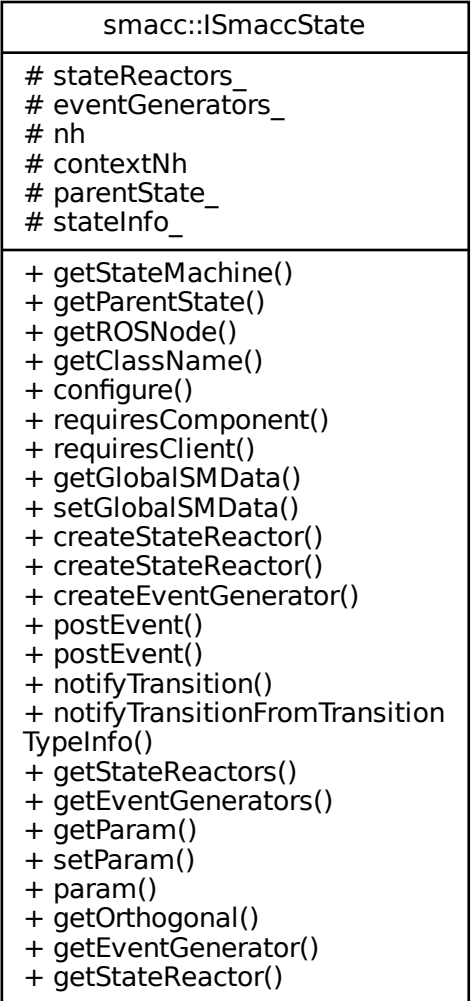 smacc::ISmaccState
# stateReactors_
# eventGenerators_
# nh
# contextNh
# parentState_
# stateInfo_
+ getStateMachine()
+ getParentState()
+ getROSNode()
+ getClassName()
+ configure()
+ requiresComponent()
+ requiresClient()
+ getGlobalSMData()
+ setGlobalSMData()
+ createStateReactor()
+ createStateReactor()
+ createEventGenerator()
+ postEvent()
+ postEvent()
+ notifyTransition()
+ notifyTransitionFromTransition
TypeInfo()
+ getStateReactors()
+ getEventGenerators()
+ getParam()
+ setParam()
+ param()
+ getOrthogonal()
+ getEventGenerator()
+ getStateReactor()